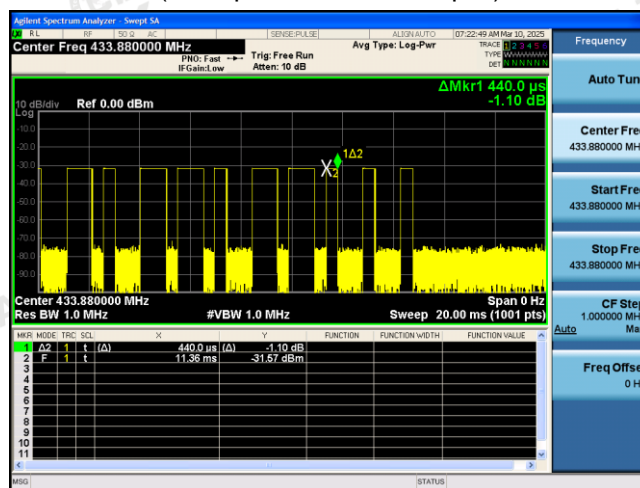 Agilent Spectrum Analyzer - Swept SA
RL RF 50 Ω AC SENSE:PULSE ALIGN AUTO 07:22:49 AM Mar 10, 2025
Center Freq 433.880000 MHz
PNO: Fast
IFGain:Low
Trig: Free Run
Atten: 10 dB
Avg Type: Log-Pwr
TRACE 1 2 3 4 5 6
TYPE WWWWWW
DET N N N N N N
ΔMkr1 440.0 µs
-1.10 dB
10 dB/div Ref 0.00 dBm
Log
-10.0
-20.0
-30.0
-40.0
-50.0
-60.0
-70.0
-80.0
-90.0
1Δ2
X2
Center 433.880000 MHz Span 0 Hz
Res BW 1.0 MHz #VBW 1.0 MHz Sweep 20.00 ms (1001 pts)
MKR MODE TRC SCL X Y FUNCTION FUNCTION WIDTH FUNCTION VALUE
1 Δ2 1 t (Δ) 440.0 µs (Δ) -1.10 dB
2 F 1 t 11.36 ms -31.57 dBm
3
4
5
6
7
8
9
10
11
MSG STATUS
Frequency
Auto Tun
Center Fre
433.880000 MH
Start Fre
433.880000 MH
Stop Fre
433.880000 MH
CF Ste
1.000000 MH
Auto Ma
Freq Offse
0 H